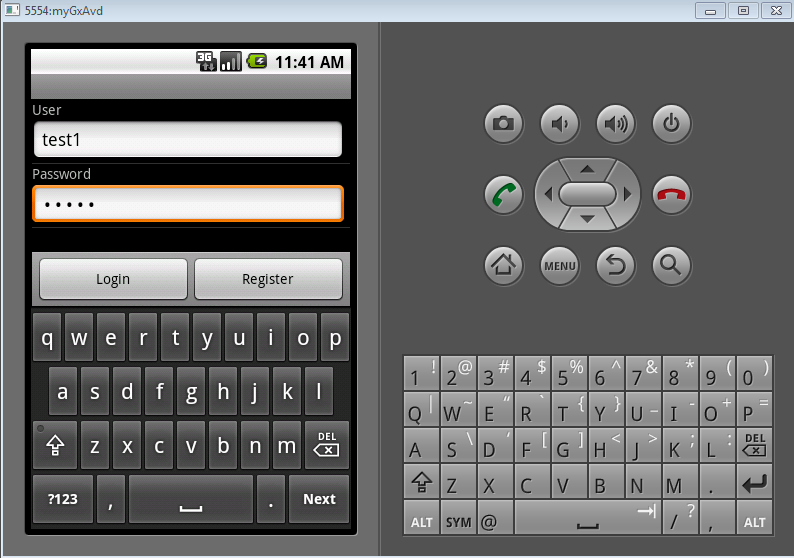 5554:myGxAvd
3G 11:41 AM
User
test1
Password
•••••
Login Register
q w e r t y u i o p
a s d f g h j k l
z x c v b n m DEL
?123 , . Next
MENU
1 ! 2 @ 3 # 4 $ 5 % 6 ^ 7 & 8 * 9 ( 0 )
Q | W ~ E “ R ` T { Y } U _ I - O + P =
A S \ D ‘ F [ G ] H < J > K ; L : DEL
Z X C V B N M .
ALT SYM @ / ? , ALT